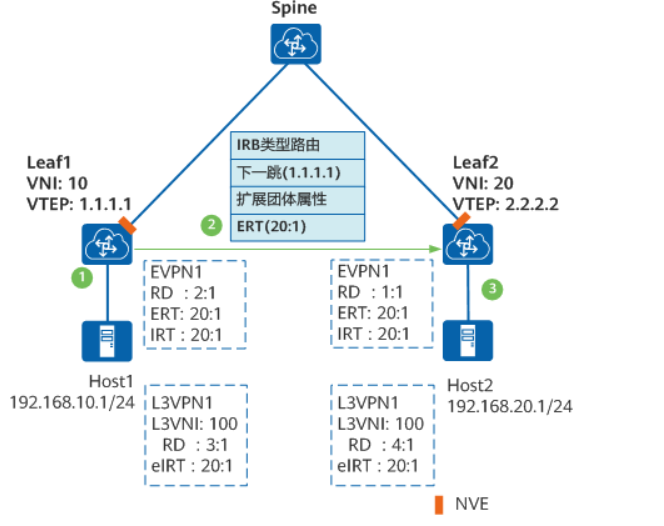 Spine
IRB类型路由
下一跳(1.1.1.1)
扩展团体属性
ERT(20:1)
Leaf1
VNI: 10
VTEP: 1.1.1.1
Leaf2
VNI: 20
VTEP: 2.2.2.2
2
1
3
EVPN1
RD : 2:1
ERT: 20:1
IRT : 20:1
EVPN1
RD : 1:1
ERT: 20:1
IRT : 20:1
Host1
192.168.10.1/24
Host2
192.168.20.1/24
L3VPN1
L3VNI: 100
RD : 3:1
eIRT : 20:1
L3VPN1
L3VNI: 100
RD : 4:1
eIRT : 20:1
NVE